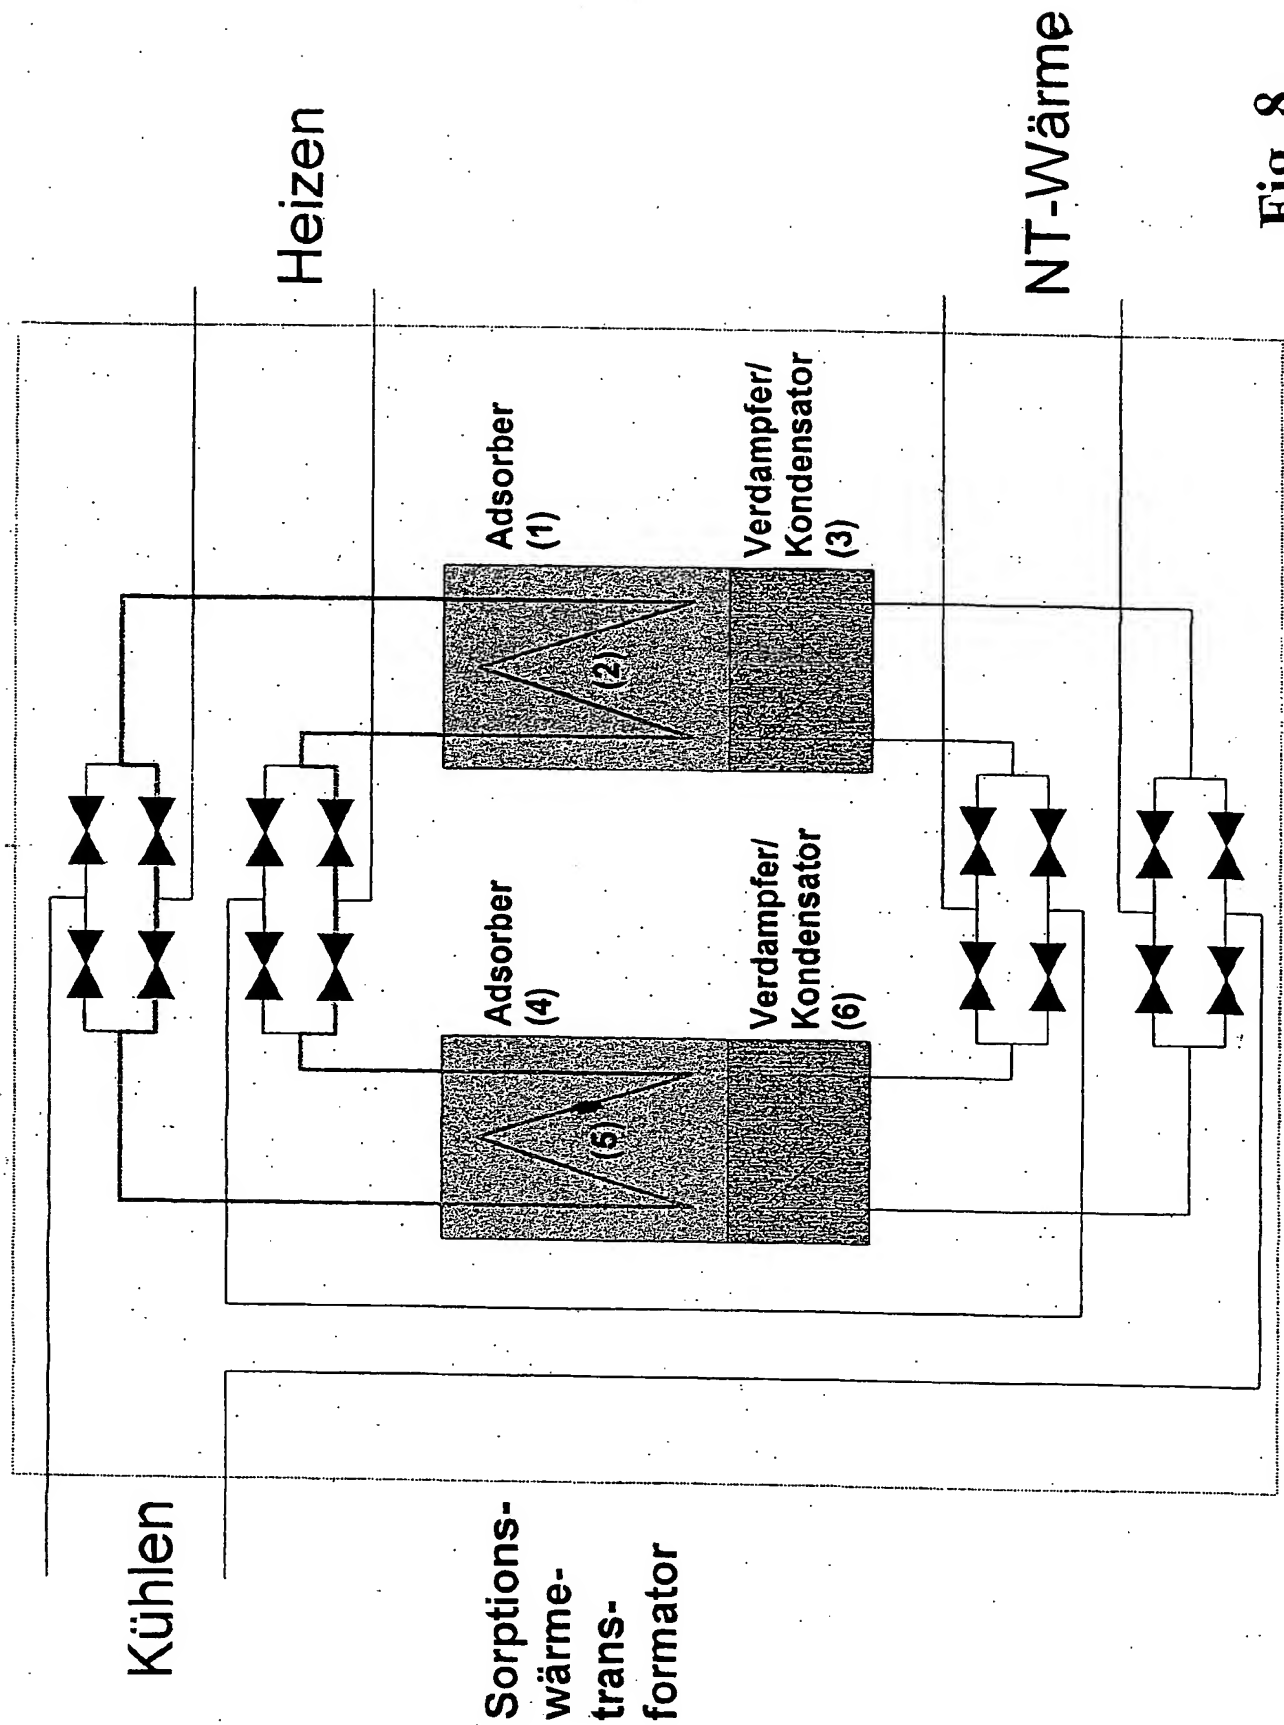 Kühlen
Heizen
Sorptions-
wärme-
trans-
formator
Adsorber
(4)
(5)
Verdampfer/
Kondensator
(6)
Adsorber
(1)
(2)
Verdampfer/
Kondensator
(3)
NT-Wärme
Fig. 8